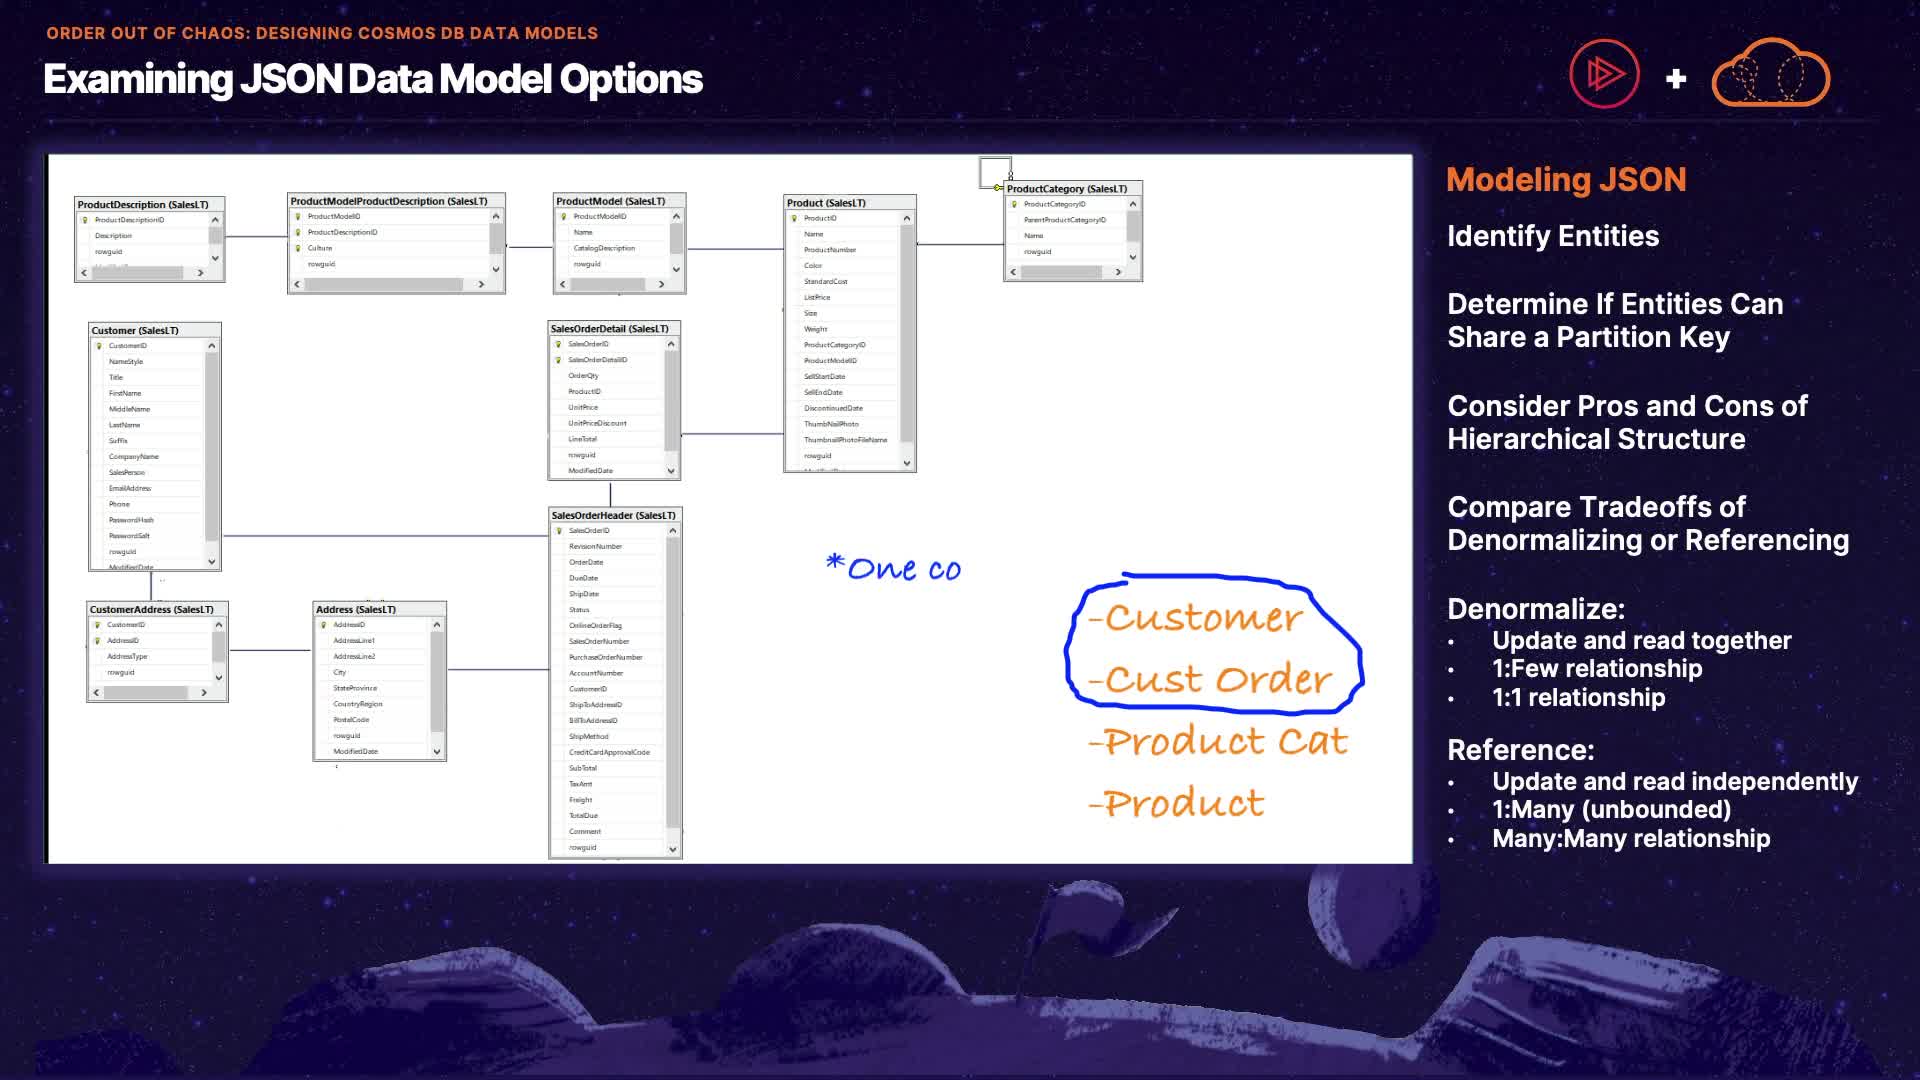 ORDER OUT OF CHAOS: DESIGNING COSMOS DB DATA MODELS
Examining JSON Data Model Options
+
ProductDescription (SalesLT)
ProductDescriptionID
Description
rowguid
ProductModelProductDescription (SalesLT)
ProductModelID
ProductDescriptionID
Culture
rowguid
ProductModel (SalesLT)
ProductModelID
Name
CatalogDescription
rowguid
Product (SalesLT)
ProductID
Name
ProductNumber
Color
StandardCost
ListPrice
Size
Weight
ProductCategoryID
ProductModelID
SellStartDate
SellEndDate
DiscontinuedDate
ThumbNailPhoto
ThumbnailPhotoFileName
rowguid
ProductCategory (SalesLT)
ProductCategoryID
ParentProductCategoryID
Name
rowguid
Customer (SalesLT)
CustomerID
NameStyle
Title
FirstName
MiddleName
LastName
Suffix
CompanyName
SalesPerson
EmailAddress
Phone
PasswordHash
PasswordSalt
rowguid
ModifiedDate
SalesOrderDetail (SalesLT)
SalesOrderID
SalesOrderDetailID
OrderQty
ProductID
UnitPrice
UnitPriceDiscount
LineTotal
rowguid
ModifiedDate
SalesOrderHeader (SalesLT)
SalesOrderID
RevisionNumber
OrderDate
DueDate
ShipDate
Status
OnlineOrderFlag
SalesOrderNumber
PurchaseOrderNumber
AccountNumber
CustomerID
ShipToAddressID
BillToAddressID
ShipMethod
CreditCardApprovalCode
SubTotal
TaxAmt
Freight
TotalDue
Comment
rowguid
CustomerAddress (SalesLT)
CustomerID
AddressID
AddressType
rowguid
Address (SalesLT)
AddressID
AddressLine1
AddressLine2
City
StateProvince
CountryRegion
PostalCode
rowguid
ModifiedDate
*One co
-Customer
-Cust Order
-Product Cat
-Product
Modeling JSON
Identify Entities
Determine If Entities Can
Share a Partition Key
Consider Pros and Cons of
Hierarchical Structure
Compare Tradeoffs of
Denormalizing or Referencing
Denormalize:
• Update and read together
• 1:Few relationship
• 1:1 relationship
Reference:
• Update and read independently
• 1:Many (unbounded)
• Many:Many relationship